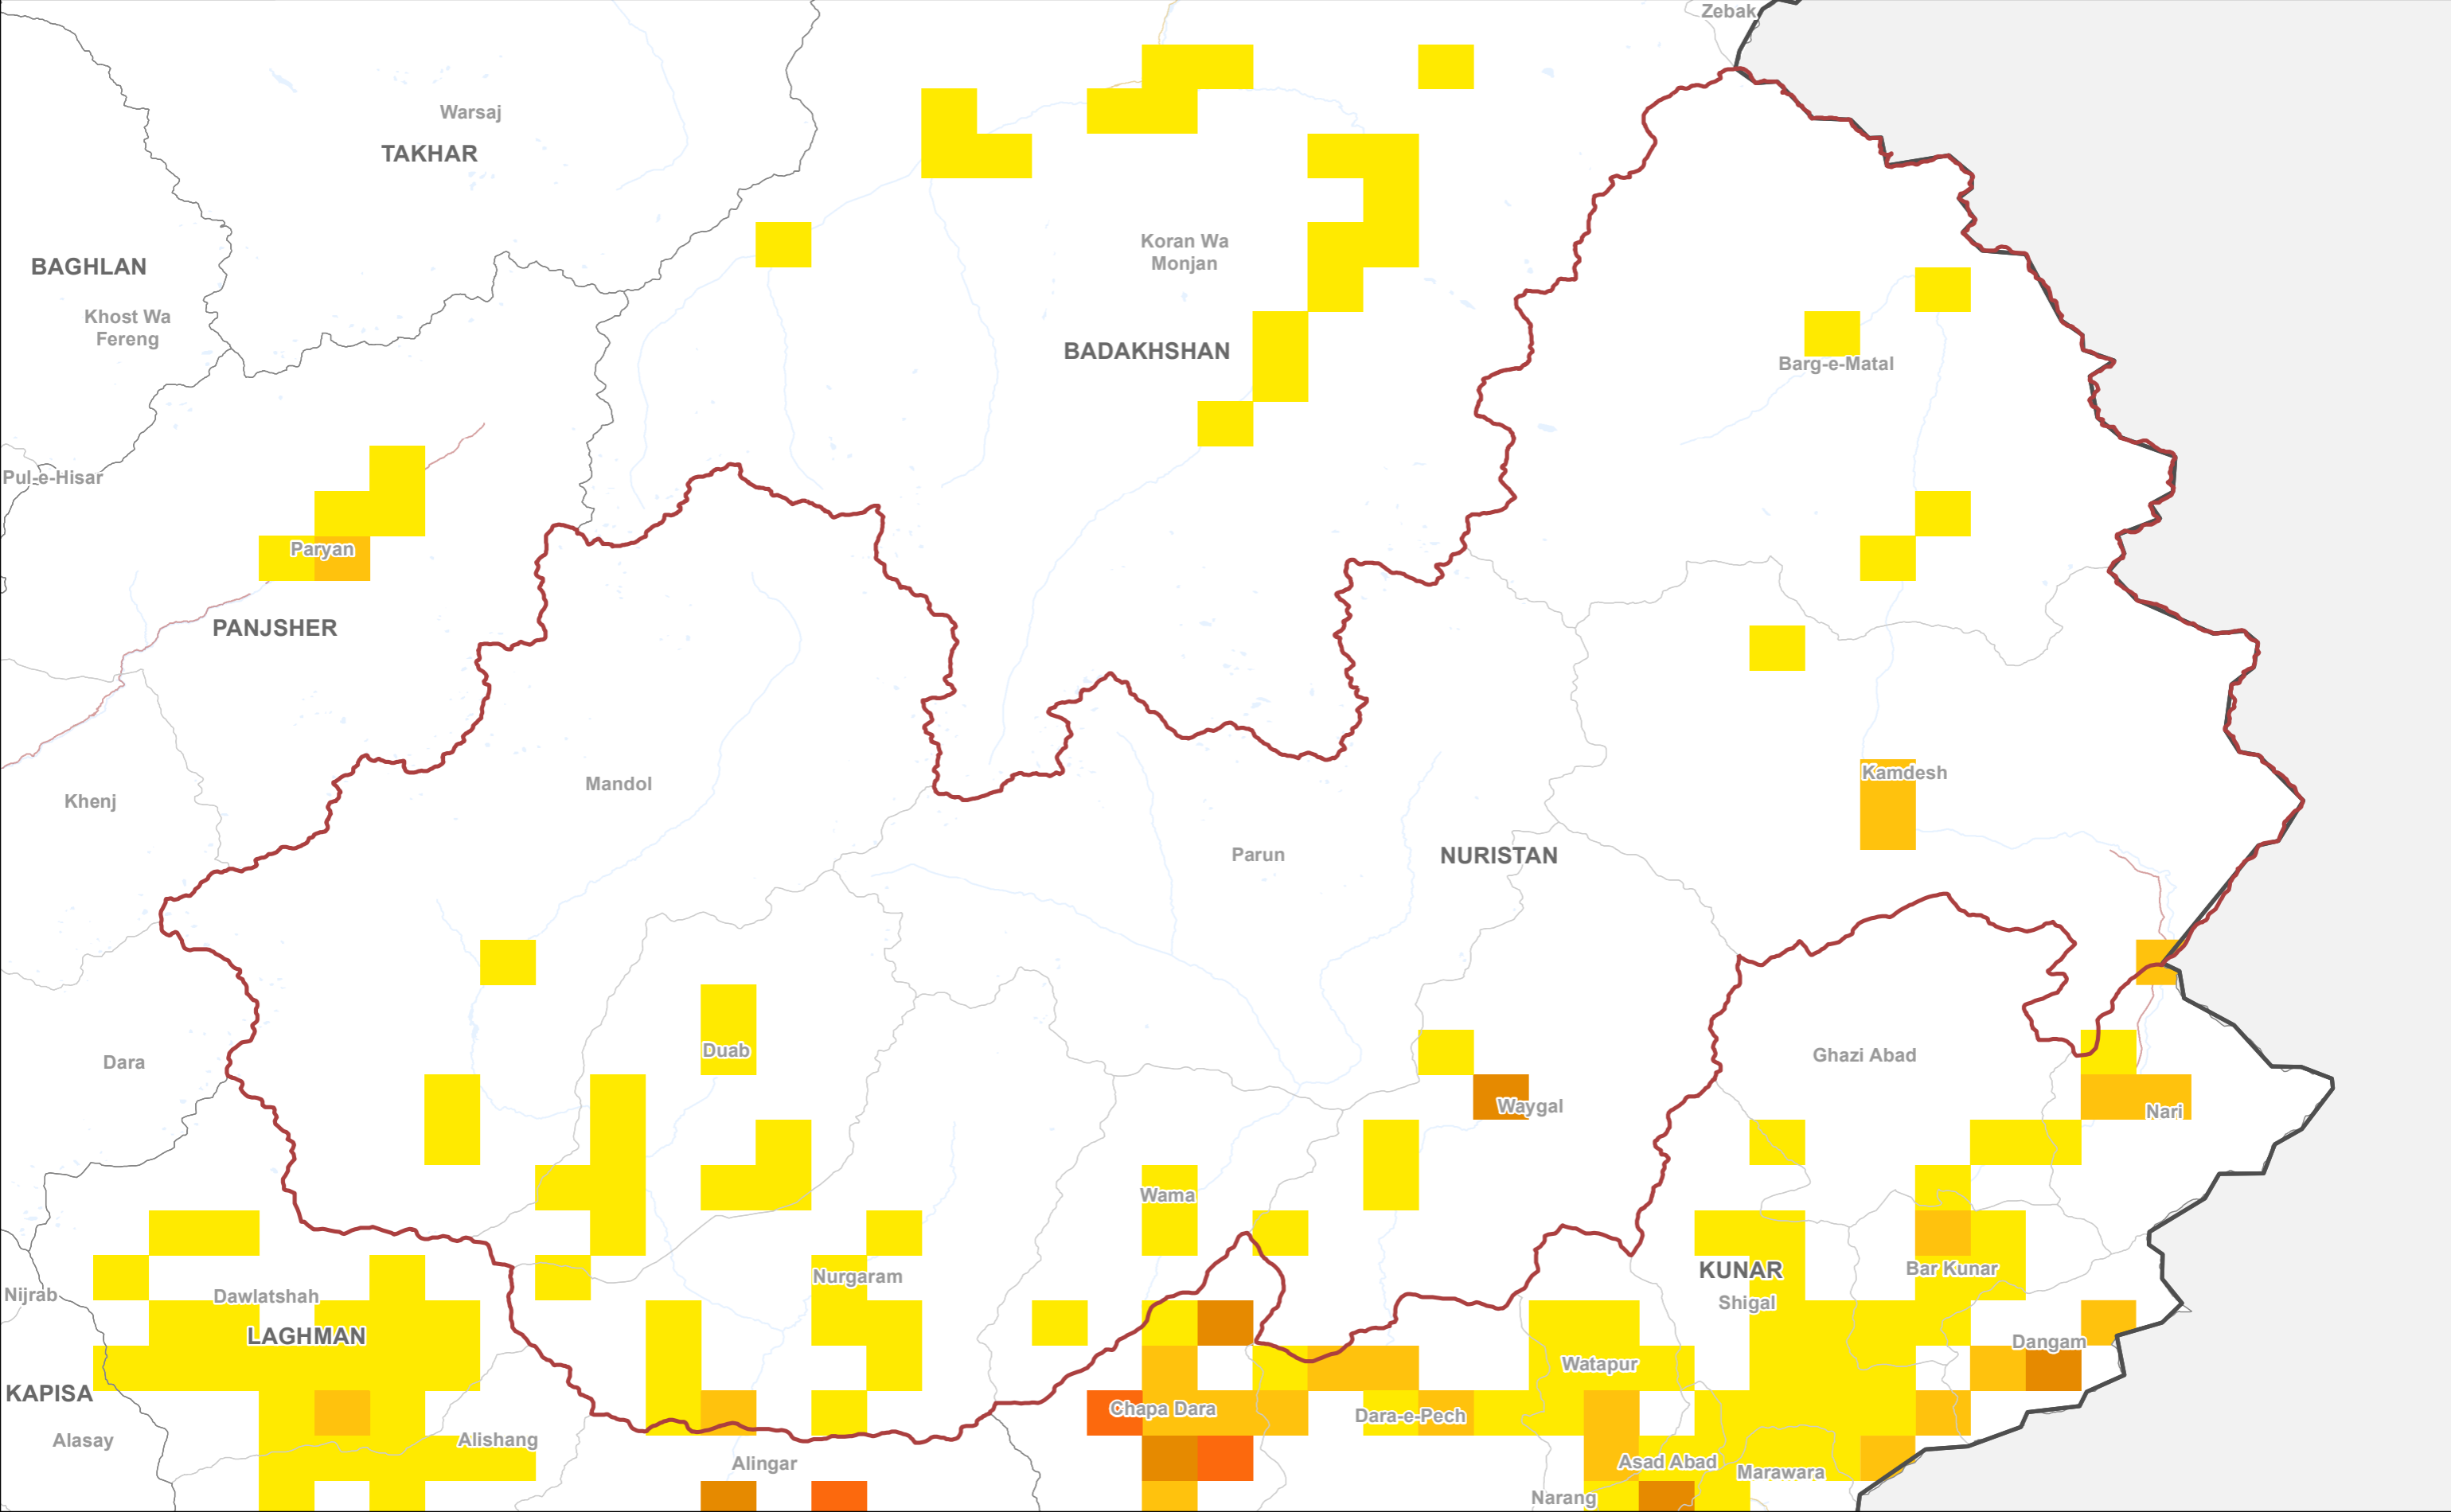 Zebak
Warsaj
TAKHAR
BAGHLAN
Koran Wa
Monjan
Khost Wa
Fereng
BADAKHSHAN
Barg-e-Matal
Pul-e-Hisar
Paryan
PANJSHER
Kamdesh
Mandol
Khenj
Parun
NURISTAN
Duab
Ghazi Abad
Dara
Waygal
Nari
Wama
Nurgaram
KUNAR
Bar Kunar
Nijrab
Dawlatshah
Shigal
LAGHMAN
Dangam
Watapur
KAPISA
Chapa Dara
Dara-e-Pech
Alasay
Alishang
Alingar
Asad Abad
Marawara
Narang